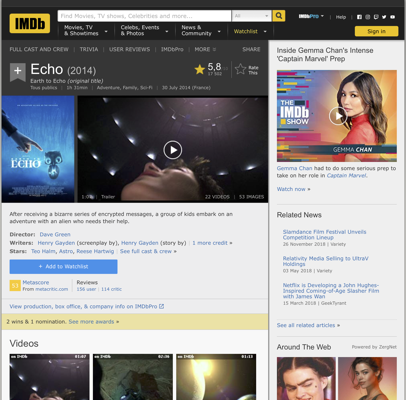 IMDb
Find Movies, TV shows, Celebrities and more...
All
IMDbPro
Help
Movies, TV
& Showtimes
Celebs, Events
& Photos
News &
Community
Watchlist
Sign in
FULL CAST AND CREW | TRIVIA | USER REVIEWS | IMDbPro | MORE
SHARE
+ Echo (2014)
Earth to Echo (original title)
Tous publics | 1h 31min | Adventure, Family, Sci-Fi | 30 July 2014 (France)
5,8
Rate
This
ECHO
Trailer
22 VIDEOS | 53 IMAGES
After receiving a bizarre series of encrypted messages, a group of kids embark on an
adventure with an alien who needs help.
Director: Dave Green
Writers: Henry Gayden (screenplay by), Henry Gayden (story by) | 1 more credit »
Stars: Teo Halm, Astro, Reese Hartwig | See full cast & crew »
+ Add to Watchlist
Metascore
From metacritic.com
Reviews
156 user | 114 critic
View production, box office, & company info on IMDbPro
2 wins & 1 nomination. See more awards »
Videos
IMDb
IMDb
IMDb
03:13
Inside Gemma Chan's Intense
'Captain Marvel' Prep
THE
IMDb
SHOW
GEMMA CHAN
Gemma Chan had to do some serious prep to
take on her role in Captain Marvel.
Watch now »
Related News
Slamdance Film Festival Unveils
Competition Lineup
26 November 2018 | Variety
Relativity Media Selling to UltraV
Holdings
03 May 2018 | Variety
Netflix is Developing a John Hughes-
Inspired Coming-of-Age Slasher Film
with James Wan
15 March 2018 | GeekTyrant
See all related articles »
Around The Web
Powered by ZergNet